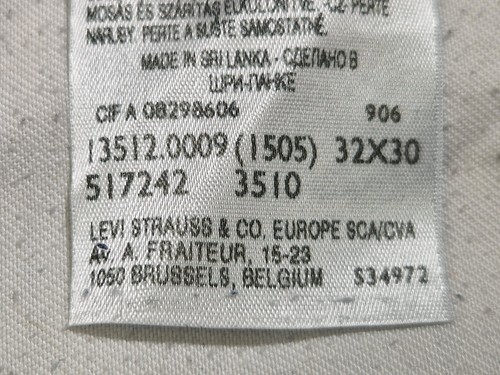 MOSÁS ÉS SZÁRÍTÁS CZ-PERTE
NARUBY. PERTE A SUŠTE SAMOSTATNĚ.
MADE IN SRI LANKA - СДЕЛАНО В
ШРИ-ЛАНКЕ
CIF A 08298606 906
13512.0009 (1505) 32X30
517242 3510
LEVI STRAUSS & CO. EUROPE SCA/CVA
AV. A. FRAITEUR, 15-23
1050 BRUSSELS, BELGIUM S34972